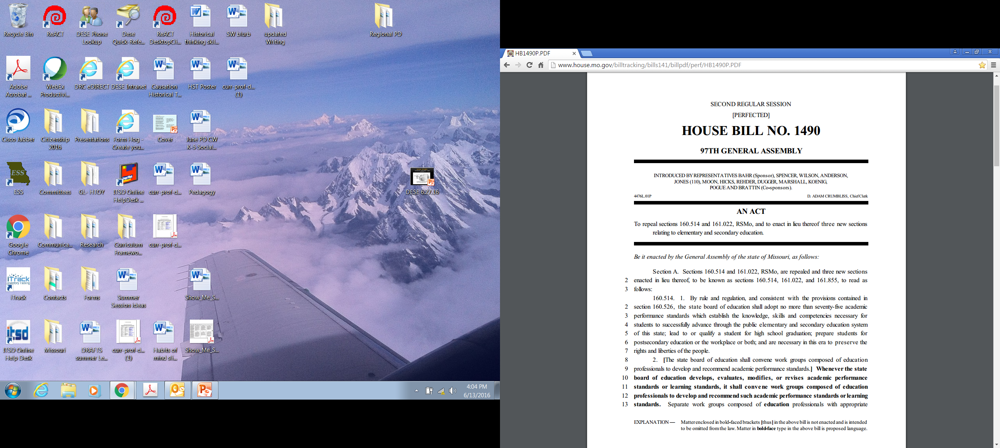 Recycle Bin
ReACT
DESE Phone
Lookup
Dese
Quick-Refe...
ReACT
DesktopCli...
Historical
thinking skil...
SW blurb
updated
Writing
Regional PD
Adobe
Acrobat ...
WebEx
Productivi...
DRC eDIRECT
DESE Intranet
Causation
Historical T...
HST Poster
curr-prof-d...
(1)
Cisco Jabber
Citizenship
2016
Presentations
Form Hog -
Create you...
Cover
June PD CW
K-5 Social...
ESS
ESS
Committees
GL- HTOY
ITSD Online
HelpDesk ...
curr-prof-d...
Pedagogy
DESE 6.27.16
Google
Chrome
Communica...
Research
Curriculum
Framewo...
curr-prof-d...
iTrack
Inventory Tracking
iTrack
Contacts
Forms
Summer
Session ideas
Show_Me_S...
itsd
ITSD Online
Help Desk
Missouri
DRAFTS
summer Le...
curr-prof-d...
(1)
Habits of
mind sli...
Show_Me_S...
4:04 PM
6/13/2016
HB1490P.PDF
www.house.mo.gov/billtracking/bills141/billpdf/perf/HB1490P.PDF
SECOND REGULAR SESSION
[PERFECTED]
HOUSE BILL NO. 1490
97TH GENERAL ASSEMBLY
INTRODUCED BY REPRESENTATIVES BAHR (Sponsor), SPENCER, WILSON, ANDERSON,
JONES (110), MOON, HICKS, REHDER, DUGGER, MARSHALL, KOENIG,
POGUE AND BRATTIN (Co-sponsors).
4476L.01P D. ADAM CRUMBLISS, Chief Clerk
AN ACT
To repeal sections 160.514 and 161.022, RSMo, and to enact in lieu thereof three new sections
relating to elementary and secondary education.
Be it enacted by the General Assembly of the state of Missouri, as follows:
Section A. Sections 160.514 and 161.022, RSMo, are repealed and three new sections
2 enacted in lieu thereof, to be known as sections 160.514, 161.022, and 161.855, to read as
3 follows:
160.514. 1. By rule and regulation, and consistent with the provisions contained in
2 section 160.526, the state board of education shall adopt no more than seventy-five academic
3 performance standards which establish the knowledge, skills and competencies necessary for
4 students to successfully advance through the public elementary and secondary education system
5 of this state; lead to or qualify a student for high school graduation; prepare students for
6 postsecondary education or the workplace or both; and are necessary in this era to preserve the
7 rights and liberties of the people.
8 2. [The state board of education shall convene work groups composed of education
9 professionals to develop and recommend academic performance standards.] Whenever the state
10 board of education develops, evaluates, modifies, or revises academic performance
11 standards or learning standards, it shall convene work groups composed of education
12 professionals to develop and recommend such academic performance standards or learning
13 standards. Separate work groups composed of education professionals with appropriate
EXPLANATION — Matter enclosed in bold-faced brackets [thus] in the above bill is not enacted and is intended
to be omitted from the law. Matter in bold-face type in the above bill is proposed language.